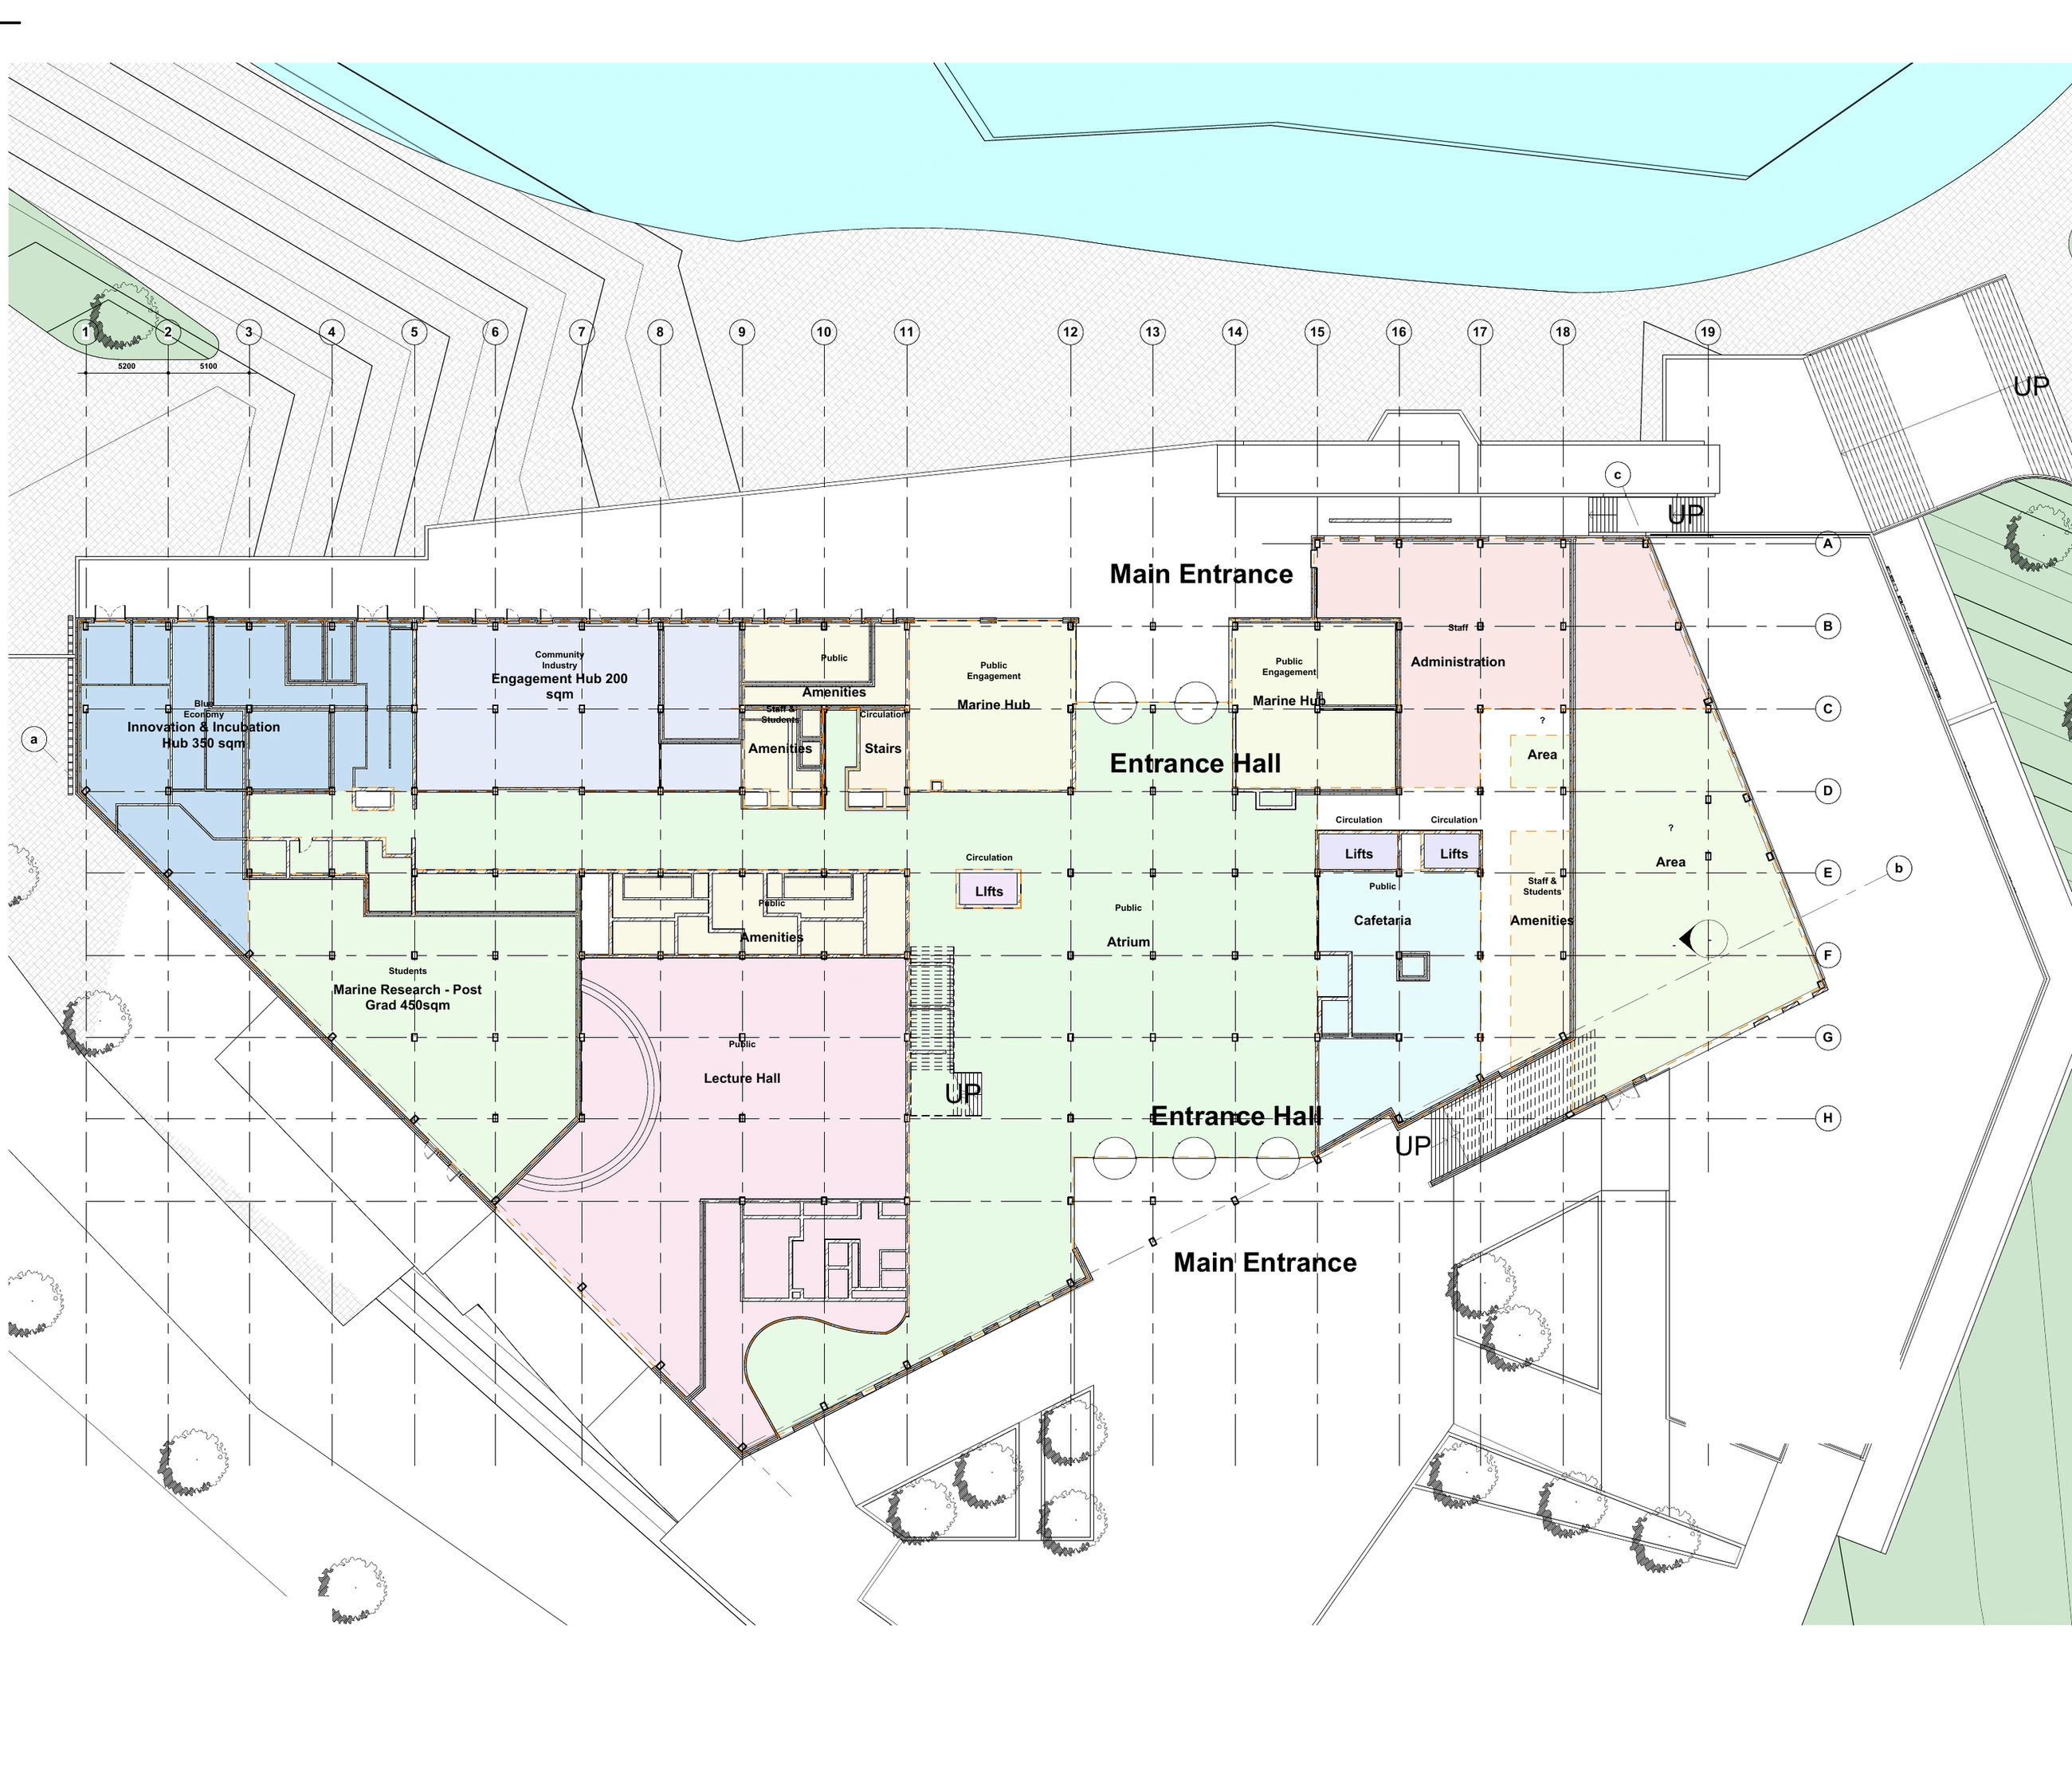 1 2 3 4 5 6 7 8 9 10 11 12 13 14 15 16 17 18 19
5200 5100
UP
c
UP
A
Main Entrance
B
Staff
Administration
Community
Industry
Engagement Hub 200
sqm
Public
Amenities
Public
Engagement
Marine Hub
Public
Engagement
Marine Hub
Blue
Economy
Innovation & Incubation
Hub 350 sqm
C
Staff &
Students
Amenities
Circulation
Stairs
?
Area
a
Entrance Hall
D
Circulation
Lifts
Circulation
Lifts
?
Area
Circulation
LIfts
E
b
Public
Cafetaria
Staff &
Students
Amenities
Public
Amenities
Public
Atrium
F
Students
Marine Research - Post
Grad 450sqm
G
Public
Lecture Hall
UP
Entrance Hall
H
UP
Main Entrance